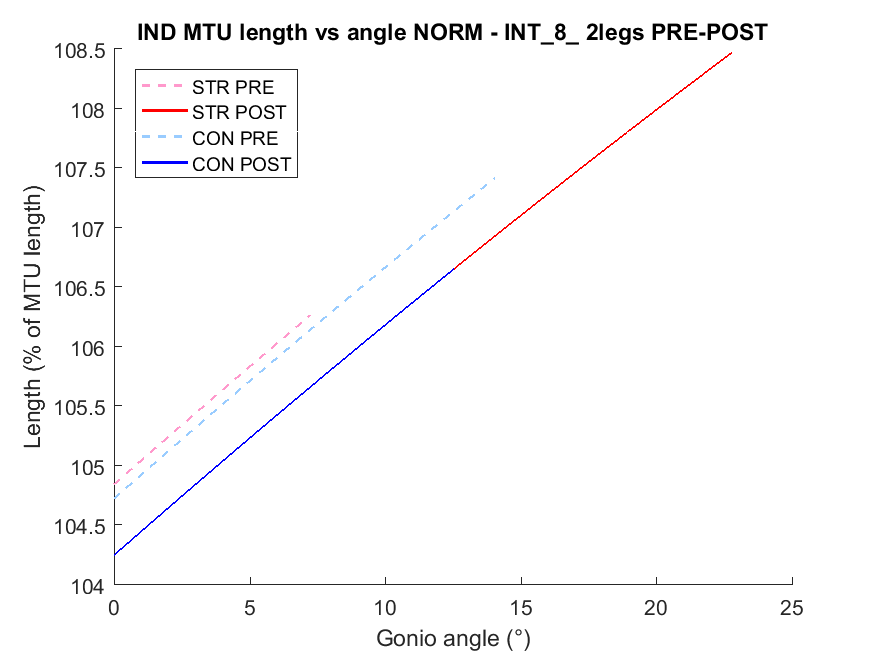 IND MTU length vs angle NORM - INT_8_ 2legs PRE-POST
STR PRE
STR POST
CON PRE
CON POST
Length (% of MTU length)
108.5
108
107.5
107
106.5
106
105.5
105
104.5
104
0 5 10 15 20 25
Gonio angle (°)